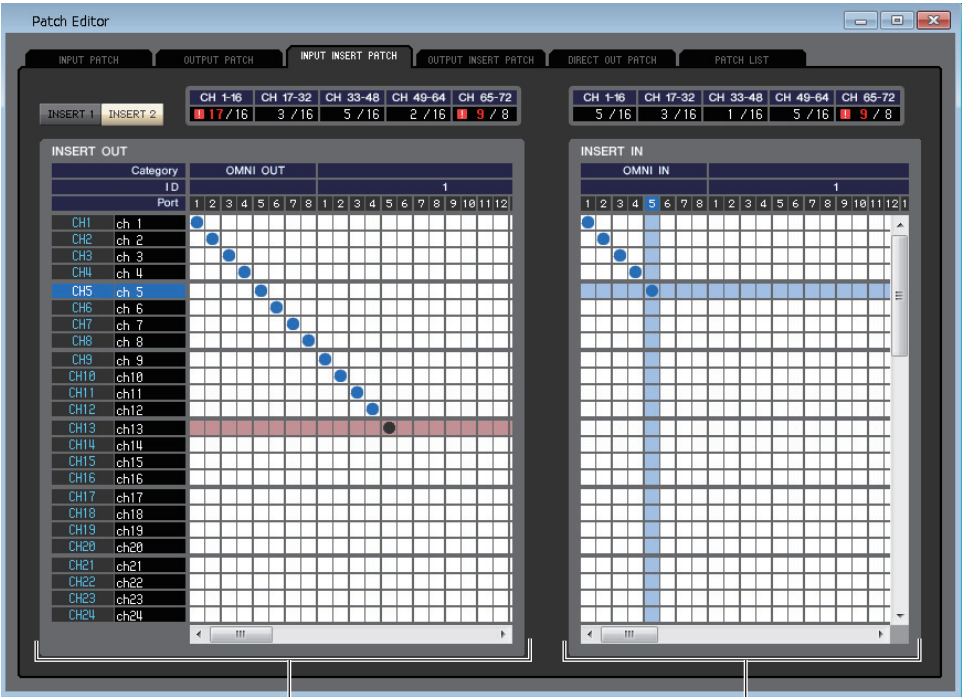 Patch Editor
INPUT PATCH OUTPUT PATCH INPUT INSERT PATCH OUTPUT INSERT PATCH DIRECT OUT PATCH PATCH LIST
INSERT 1 INSERT 2
CH 1-16 CH 17-32 CH 33-48 CH 49-64 CH 65-72
! 17/16 3/16 5/16 2/16 ! 9/8
CH 1-16 CH 17-32 CH 33-48 CH 49-64 CH 65-72
5/16 3/16 1/16 5/16 ! 9/8
INSERT OUT
Category OMNI OUT
ID 1
Port 1 2 3 4 5 6 7 8 1 2 3 4 5 6 7 8 9 10 11 12
CH1 ch 1
CH2 ch 2
CH3 ch 3
CH4 ch 4
CH5 ch 5
CH6 ch 6
CH7 ch 7
CH8 ch 8
CH9 ch 9
CH10 ch10
CH11 ch11
CH12 ch12
CH13 ch13
CH14 ch14
CH15 ch15
CH16 ch16
CH17 ch17
CH18 ch18
CH19 ch19
CH20 ch20
CH21 ch21
CH22 ch22
CH23 ch23
CH24 ch24
INSERT IN
OMNI IN
1
1 2 3 4 5 6 7 8 1 2 3 4 5 6 7 8 9 10 11 12 1